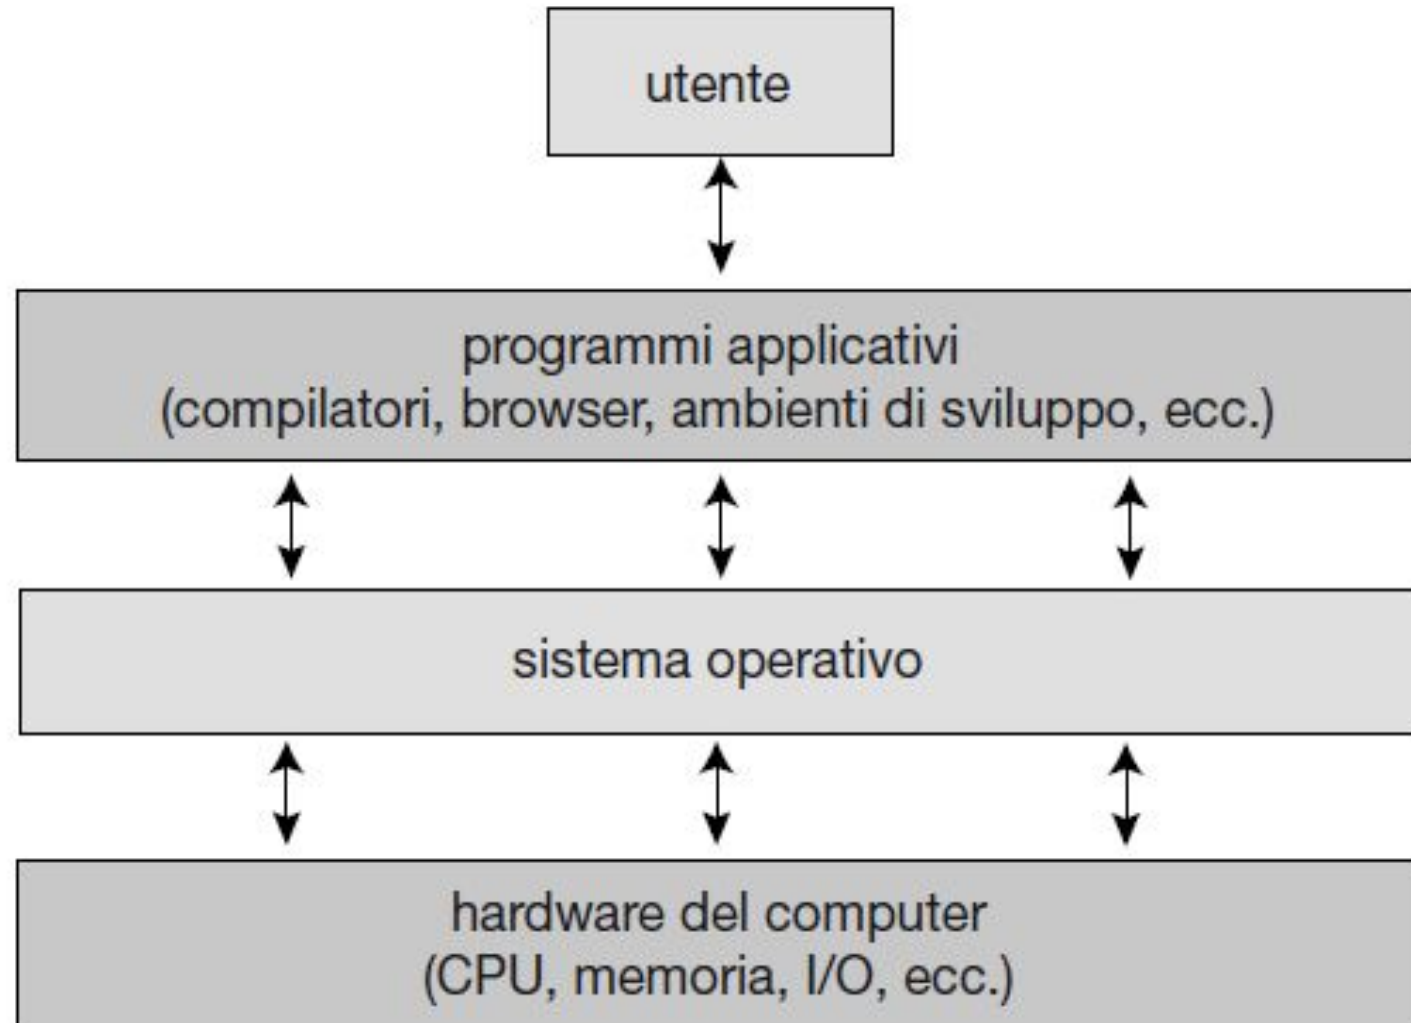 utente
programmi applicativi
(compilatori, browser, ambienti di sviluppo, ecc.)
sistema operativo
hardware del computer
(CPU, memoria, I/O, ecc.)